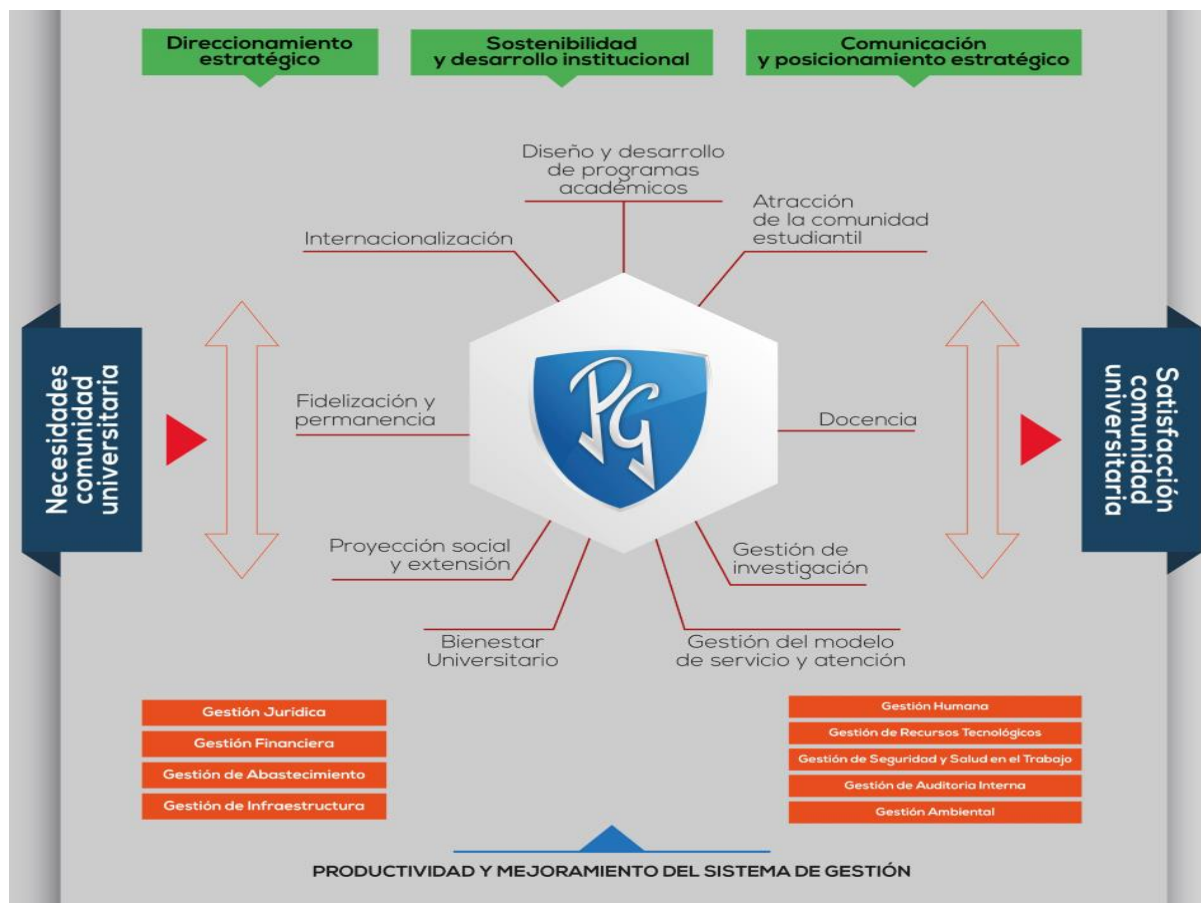 Direccionamiento
estratégico
Sostenibilidad
y desarrollo institucional
Comunicación
y posicionamiento estratégico
Diseño y desarrollo
de programas
académicos
Atracción
de la comunidad
estudiantil
Internacionalización
Necesidades
comunidad
universitaria
Fidelización y
permanencia
PG
Docencia
Satisfacción
comunidad
universitaria
Proyección social
y extensión
Gestión de
investigación
Bienestar
Universitario
Gestión del modelo
de servicio y atención
Gestión Jurídica
Gestión Financiera
Gestión de Abastecimiento
Gestión de Infraestructura
Gestión Humana
Gestión de Recursos Tecnológicos
Gestión de Seguridad y Salud en el Trabajo
Gestión de Auditoria Interna
Gestión Ambiental
PRODUCTIVIDAD Y MEJORAMIENTO DEL SISTEMA DE GESTIÓN